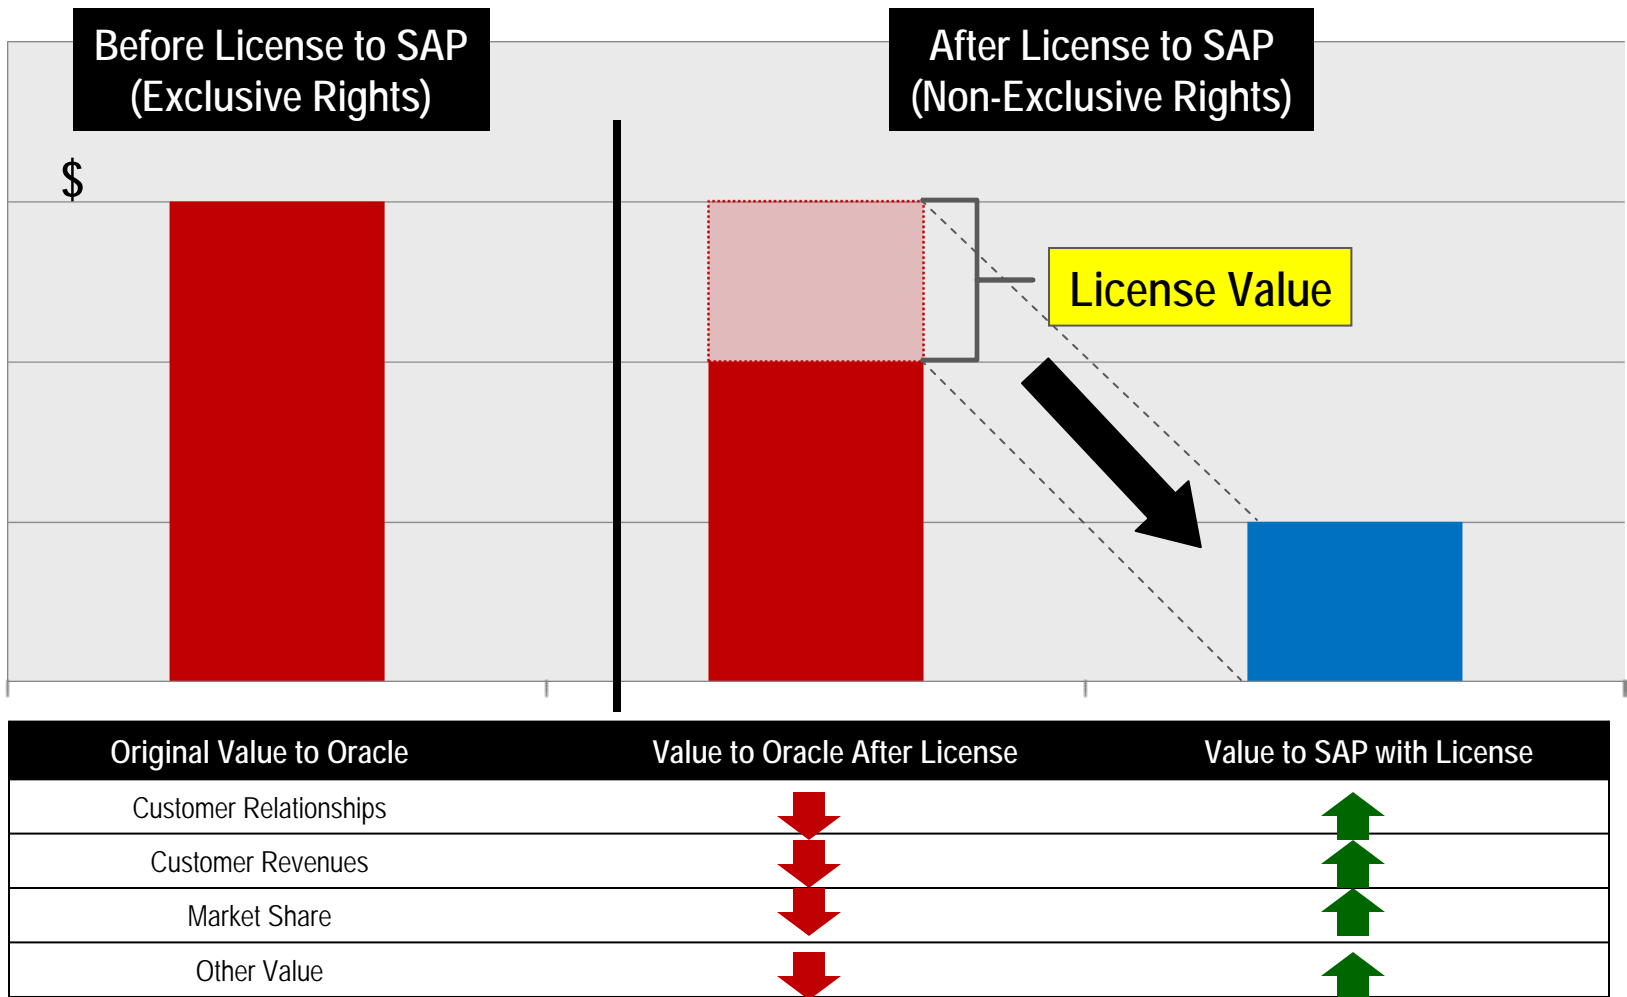 Before License to SAP
(Exclusive Rights)
After License to SAP
(Non-Exclusive Rights)
$
License Value
Original Value to Oracle
Value to Oracle After License
Value to SAP with License
Customer Relationships
Customer Revenues
Market Share
Other Value